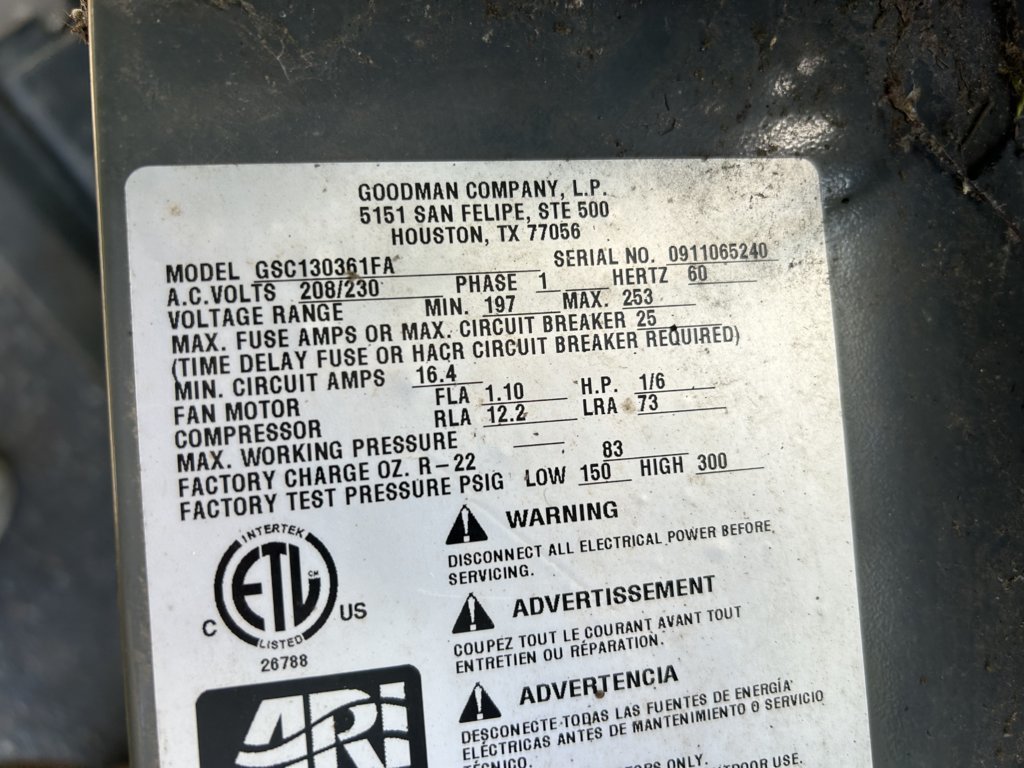 GOODMAN COMPANY, L.P.
5151 SAN FELIPE, STE 500
HOUSTON, TX 77056
MODEL GSC130361FA SERIAL NO. 0911065240
A.C.VOLTS 208/230 PHASE 1 HERTZ 60
VOLTAGE RANGE MIN. 197 MAX. 253
MAX. FUSE AMPS OR MAX. CIRCUIT BREAKER 25
(TIME DELAY FUSE OR HACR CIRCUIT BREAKER REQUIRED)
MIN. CIRCUIT AMPS 16.4
FAN MOTOR FLA 1.10 H.P. 1/6
COMPRESSOR RLA 12.2 LRA 73
MAX. WORKING PRESSURE
FACTORY CHARGE OZ. R-22 83
FACTORY TEST PRESSURE PSIG LOW 150 HIGH 300
WARNING
DISCONNECT ALL ELECTRICAL POWER BEFORE
SERVICING.
INTERTEK
ETL CM
C US
LISTED
26788
ADVERTISSEMENT
COUPEZ TOUT LE COURANT AVANT TOUT
ENTRETIEN OU RÉPARATION.
ADVERTENCIA
DESCONECTE TODAS LAS FUENTES DE ENERGÍA
ELÉCTRICAS ANTES DE MANTENIMIENTO O SERVICIO
TÉCNICO.
ARI
ONLY.
USE.